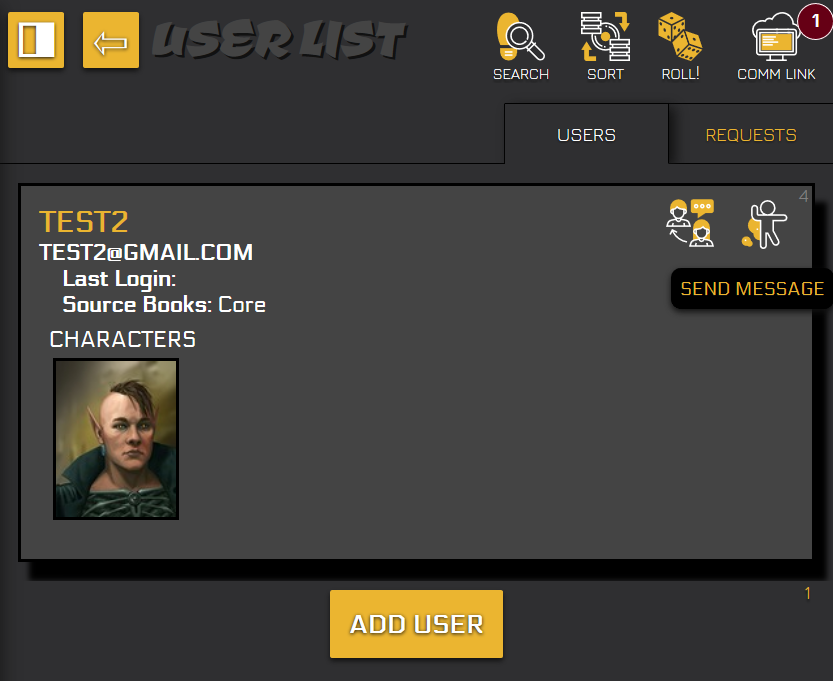 USER LIST
SEARCH
SORT
ROLL!
COMM LINK
1
USERS
REQUESTS
4
TEST2
TEST2@GMAIL.COM
Last Login:
Source Books: Core
SEND MESSAGE
CHARACTERS
1
ADD USER